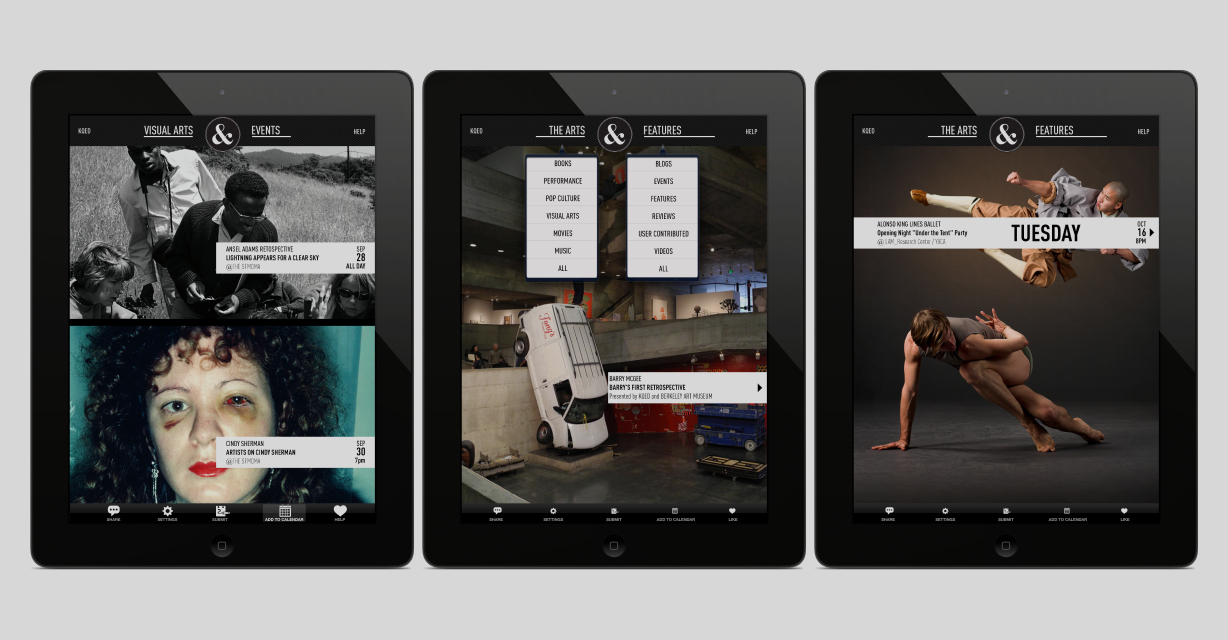 KQED
VISUAL ARTS
&
EVENTS
HELP
ANSEL ADAMS RETOSPECTIVE
LIGHTNING APPEARS FOR A CLEAR SKY
@THE SFMOMA
SEP
28
ALL DAY
CINDY SHERMAN
ARTISTS ON CINDY SHERMAN
@THE SFMOMA
SEP
30
7pm
SHARE
SETTINGS
SUBMIT
ADD TO CALENDAR
HELP
KQED
THE ARTS
&
FEATURES
HELP
BOOKS
PERFORMANCE
POP CULTURE
VISUAL ARTS
MOVIES
MUSIC
ALL
BLOGS
EVENTS
FEATURES
REVIEWS
USER CONTRIBUTED
VIDEOS
ALL
BARRY MCGEE
BARRY'S FIRST RETROSPECTIVE
Presented by KQED and BERKELEY ART MUSEUM
SHARE
SETTINGS
SUBMIT
ADD TO CALENDAR
LIKE
KQED
THE ARTS
&
FEATURES
HELP
ALONSO KING LINES BALLET
Opening Night "Under the Tent" Party
@ LAM_Research Center / YBCA
TUESDAY
OCT
16
8PM
SHARE
SETTINGS
SUBMIT
ADD TO CALENDAR
LIKE